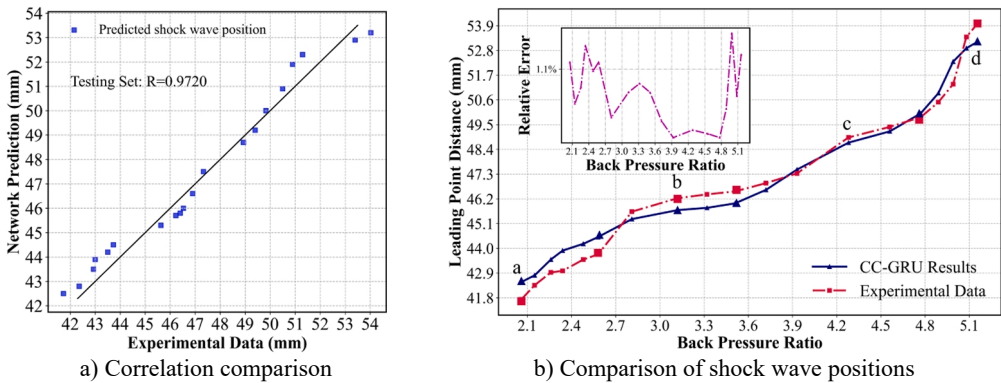 Network Prediction (mm)
54
53
52
51
50
49
48
47
46
45
44
43
42
Predicted shock wave position
Testing Set: R=0.9720
42 43 44 45 46 47 48 49 50 51 52 53 54
Experimental Data (mm)
a) Correlation comparison
Leading Point Distance (mm)
53.9
52.8
51.7
50.6
49.5
48.4
47.3
46.2
45.1
44.0
42.9
41.8
Relative Error
1.1%
2.1 2.4 2.7 3.0 3.3 3.6 3.9 4.2 4.5 4.8 5.1
Back Pressure Ratio
a
b
c
d
CC-GRU Results
Experimental Data
2.1 2.4 2.7 3.0 3.3 3.6 3.9 4.2 4.5 4.8 5.1
Back Pressure Ratio
b) Comparison of shock wave positions